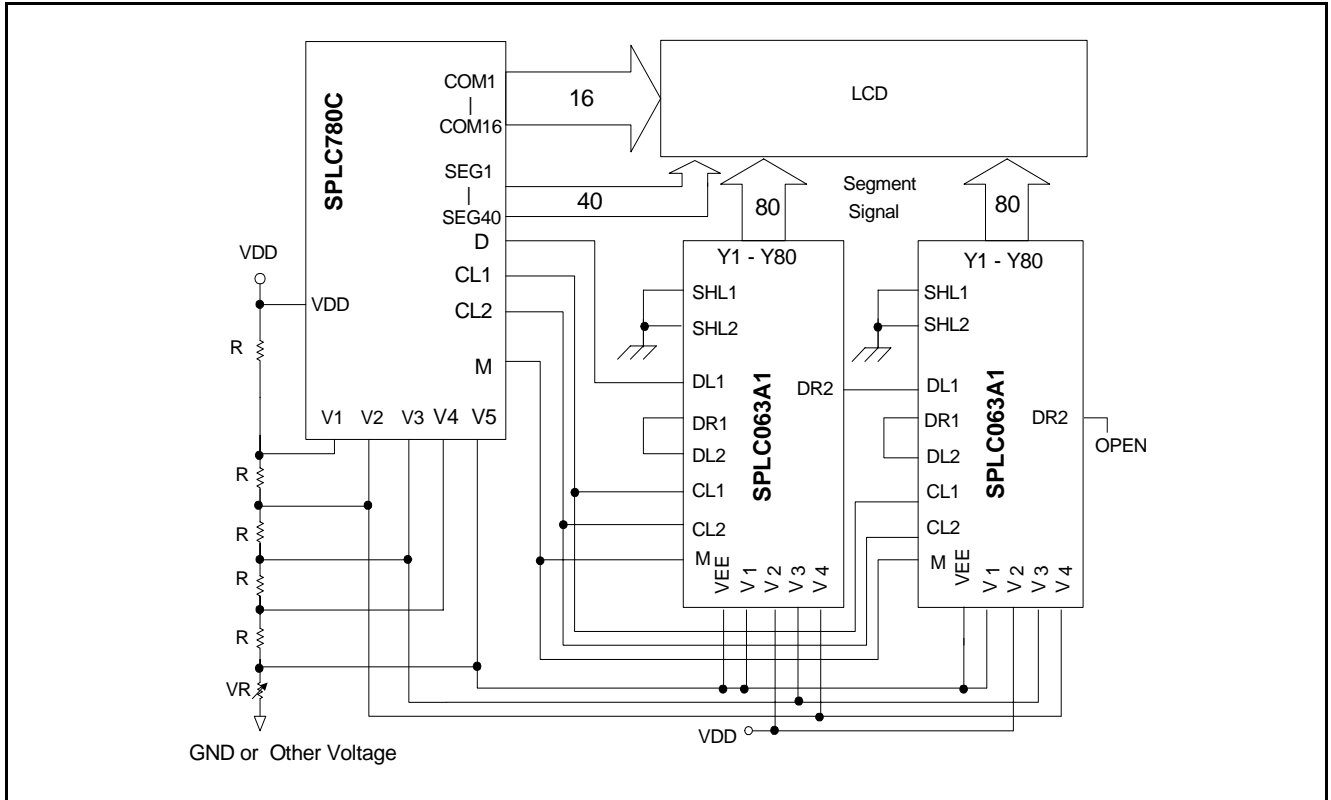 SPLC780C
COM1
|
COM16
SEG1
|
SEG40
D
CL1
CL2
M
VDD
VDD
V1 V2 V3 V4 V5
R
R
R
R
R
VR
GND or Other Voltage
16
40
LCD
80
Segment
Signal
80
Y1 - Y80
SHL1
SHL2
DL1
DR1
DL2
CL1
CL2
M
DR2
SPLC063A1
VEE
V1
V2
V3
V4
Y1 - Y80
SHL1
SHL2
DL1
DR1
DL2
CL1
CL2
M
DR2
OPEN
SPLC063A1
VEE
V1
V2
V3
V4
VDD